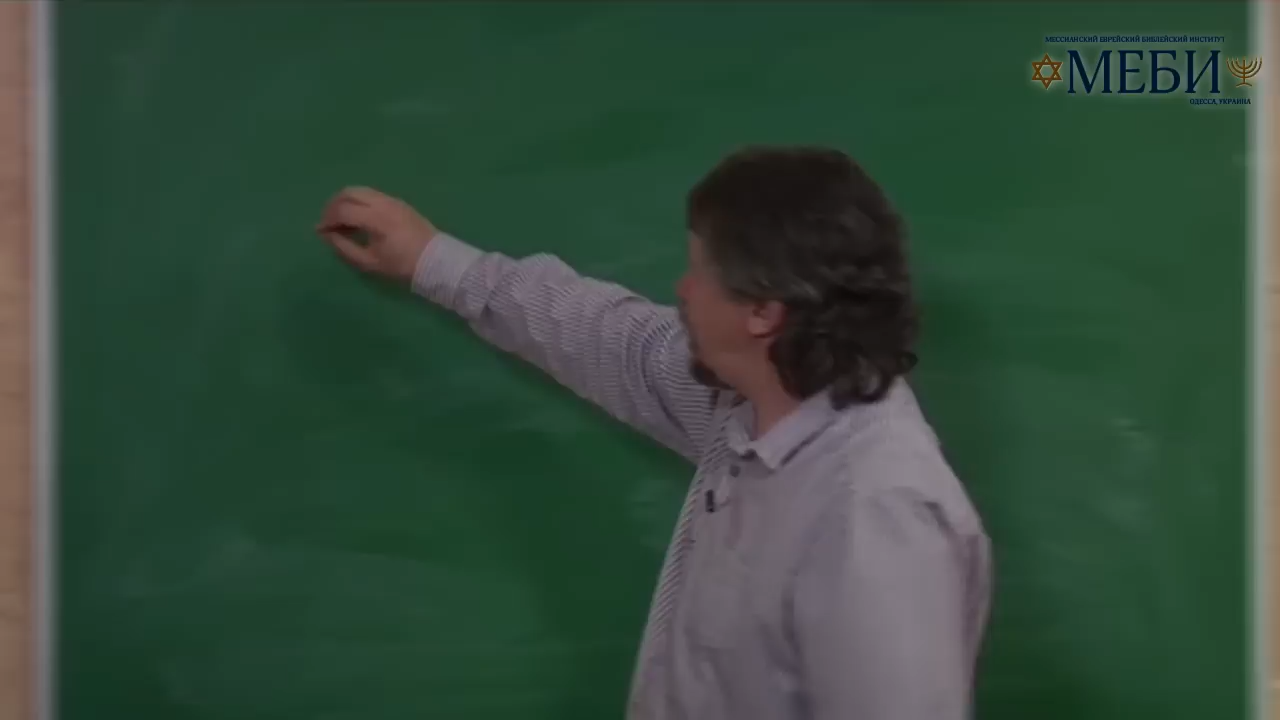 МЕССИАНСКИЙ ЕВРЕЙСКИЙ БИБЛЕЙСКИЙ ИНСТИТУТ
МЕБИ
ОДЕССА, УКРАИНА